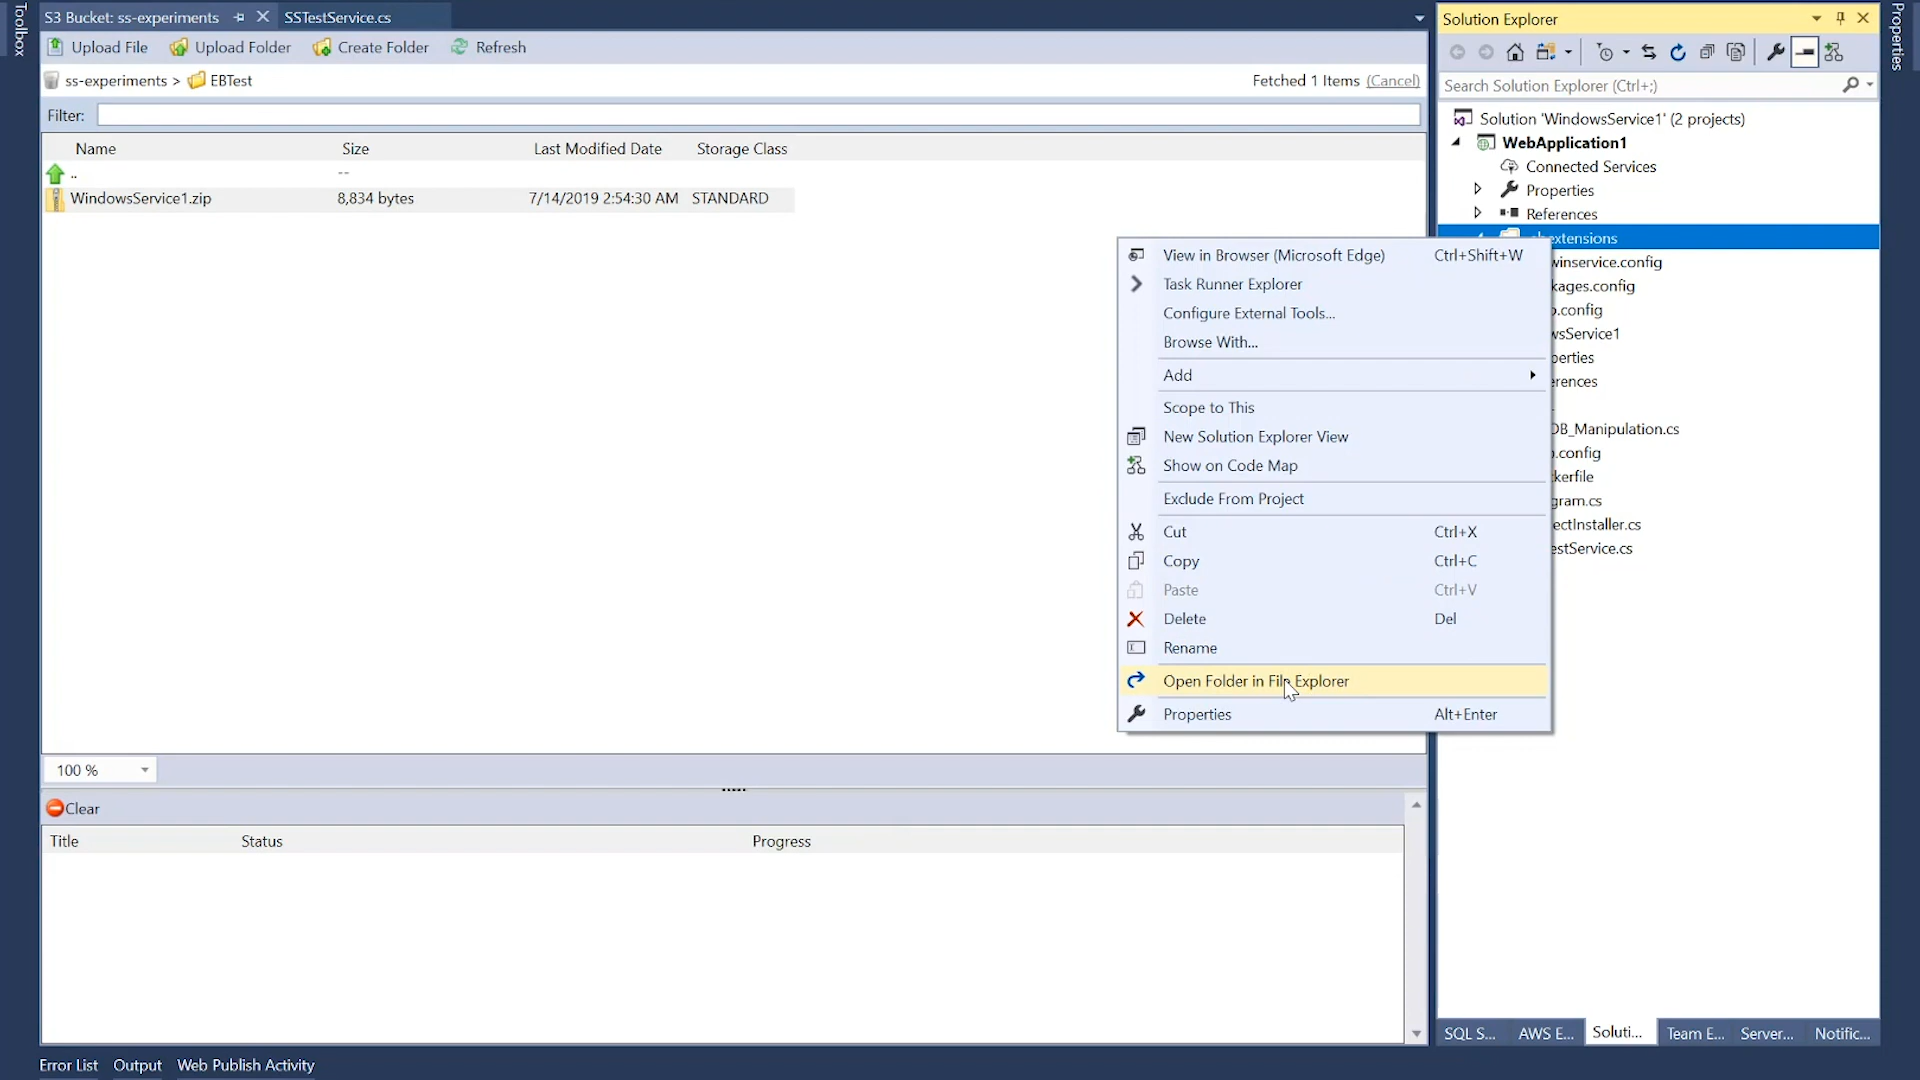 Toolbox
S3 Bucket: ss-experiments
SSTestService.cs
Upload File Upload Folder Create Folder Refresh
ss-experiments > EBTest
Fetched 1 Items (Cancel)
Filter:
Name Size Last Modified Date Storage Class
.. --
WindowsService1.zip 8,834 bytes 7/14/2019 2:54:30 AM STANDARD
100 %
Clear
Title Status Progress
Error List Output Web Publish Activity
View in Browser (Microsoft Edge) Ctrl+Shift+W
Task Runner Explorer
Configure External Tools...
Browse With...
Add
Scope to This
New Solution Explorer View
Show on Code Map
Exclude From Project
Cut Ctrl+X
Copy Ctrl+C
Paste Ctrl+V
Delete Del
Rename
Open Folder in File Explorer
Properties Alt+Enter
Solution Explorer
Search Solution Explorer (Ctrl+;)
Solution 'WindowsService1' (2 projects)
WebApplication1
Connected Services
Properties
References
extensions
winservice.config
kages.config
.config
wsService1
perties
erences
DB_Manipulation.cs
.config
kerfile
gram.cs
ectInstaller.cs
estService.cs
SQL S... AWS E... Soluti... Team E... Server... Notific...
Properties